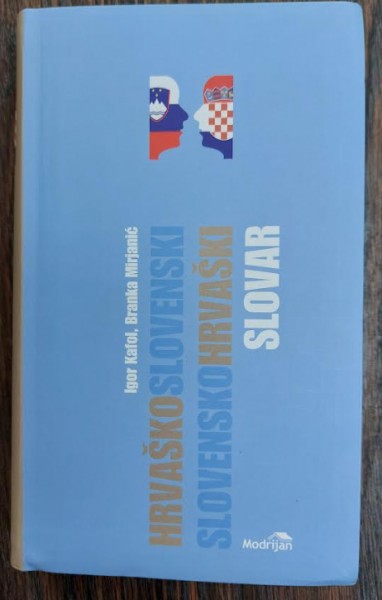 Igor Kafol, Branka Mirjanić
HRVAŠKOSLOVENSKI
SLOVENSKOHRVAŠKI
SLOVAR
Modrijan